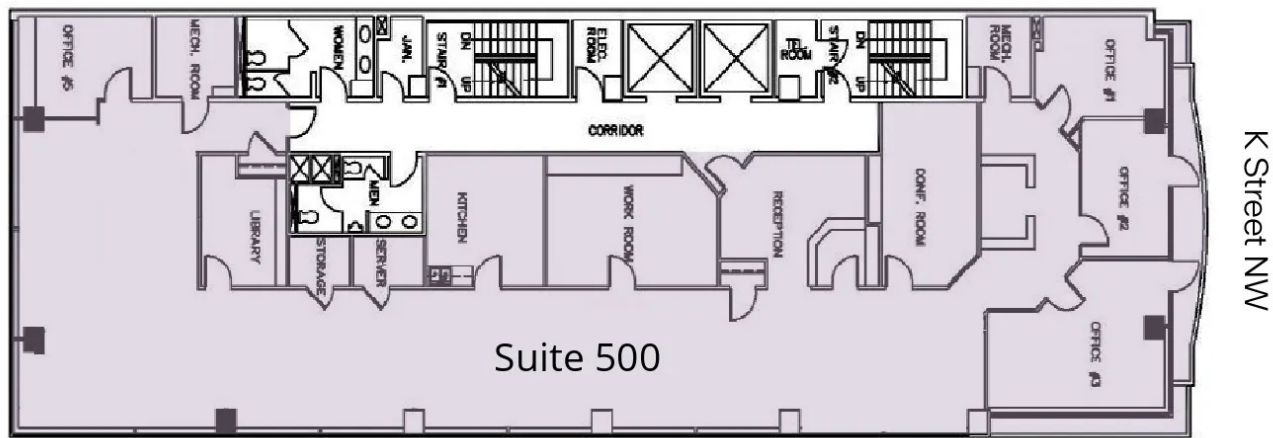 OFFICE #5
MECH. ROOM
WOMEN
JAN.
STAIR #1
DN
UP
ELEC.
ROOM
TEL.
ROOM
STAIR #2
DN
UP
MECH.
ROOM
OFFICE #1
CORRIDOR
K Street NW
LIBRARY
MEN
STORAGE
SERVER
KITCHEN
WORK ROOM
RECEPTION
CONF. ROOM
OFFICE #2
OFFICE #3
Suite 500